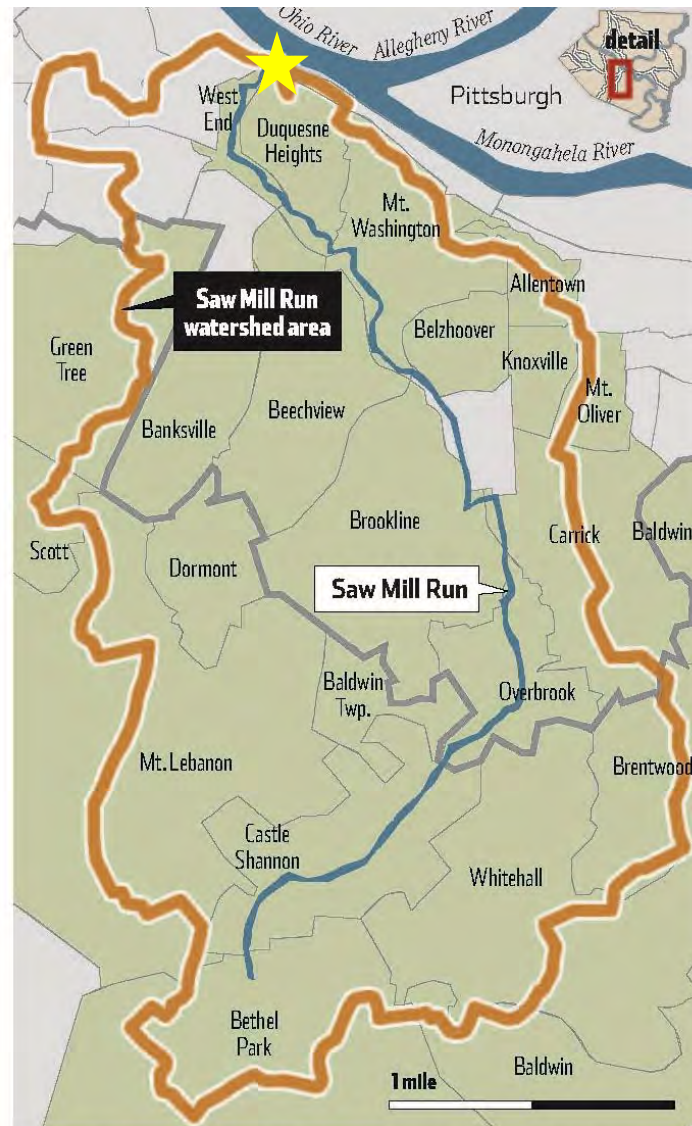 Ohio River
Allegheny River
detail
Pittsburgh
West
End
Duquesne
Heights
Monongahela River
Mt.
Washington
Allentown
Saw Mill Run
watershed area
Belzhoover
Green
Tree
Knoxville
Mt.
Oliver
Banksville
Beechview
Brookline
Carrick
Baldwin
Scott
Dormont
Saw Mill Run
Baldwin
Twp.
Overbrook
Mt. Lebanon
Brentwood
Castle
Shannon
Whitehall
Bethel
Park
Baldwin
1 mile